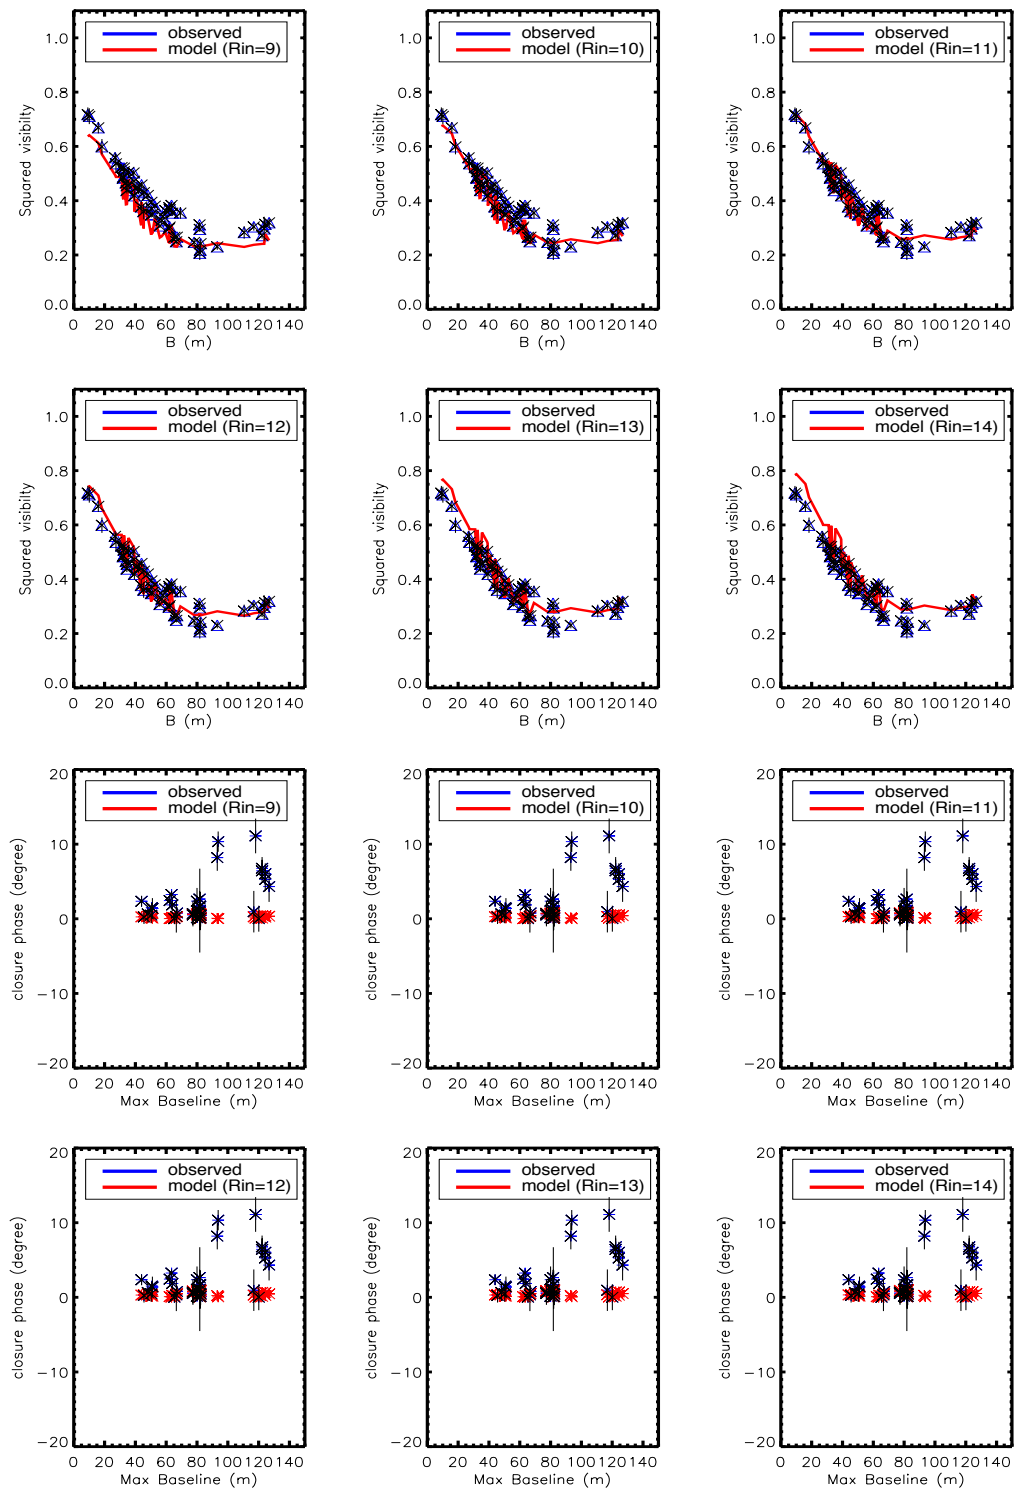 observed
model (Rin=9)
1.0
0.8
0.6
0.4
0.2
0.0
Squared visibilty
0 20 40 60 80 100 120 140
B (m)
observed
model (Rin=10)
1.0
0.8
0.6
0.4
0.2
0.0
Squared visibilty
0 20 40 60 80 100 120 140
B (m)
observed
model (Rin=11)
1.0
0.8
0.6
0.4
0.2
0.0
Squared visibilty
0 20 40 60 80 100 120 140
B (m)
observed
model (Rin=12)
1.0
0.8
0.6
0.4
0.2
0.0
Squared visibilty
0 20 40 60 80 100 120 140
B (m)
observed
model (Rin=13)
1.0
0.8
0.6
0.4
0.2
0.0
Squared visibilty
0 20 40 60 80 100 120 140
B (m)
observed
model (Rin=14)
1.0
0.8
0.6
0.4
0.2
0.0
Squared visibilty
0 20 40 60 80 100 120 140
B (m)
observed
model (Rin=9)
20
10
0
−10
−20
closure phase (degree)
0 20 40 60 80 100 120 140
Max Baseline (m)
observed
model (Rin=10)
20
10
0
−10
−20
closure phase (degree)
0 20 40 60 80 100 120 140
Max Baseline (m)
observed
model (Rin=11)
20
10
0
−10
−20
closure phase (degree)
0 20 40 60 80 100 120 140
Max Baseline (m)
observed
model (Rin=12)
20
10
0
−10
−20
closure phase (degree)
0 20 40 60 80 100 120 140
Max Baseline (m)
observed
model (Rin=13)
20
10
0
−10
−20
closure phase (degree)
0 20 40 60 80 100 120 140
Max Baseline (m)
observed
model (Rin=14)
20
10
0
−10
−20
closure phase (degree)
0 20 40 60 80 100 120 140
Max Baseline (m)